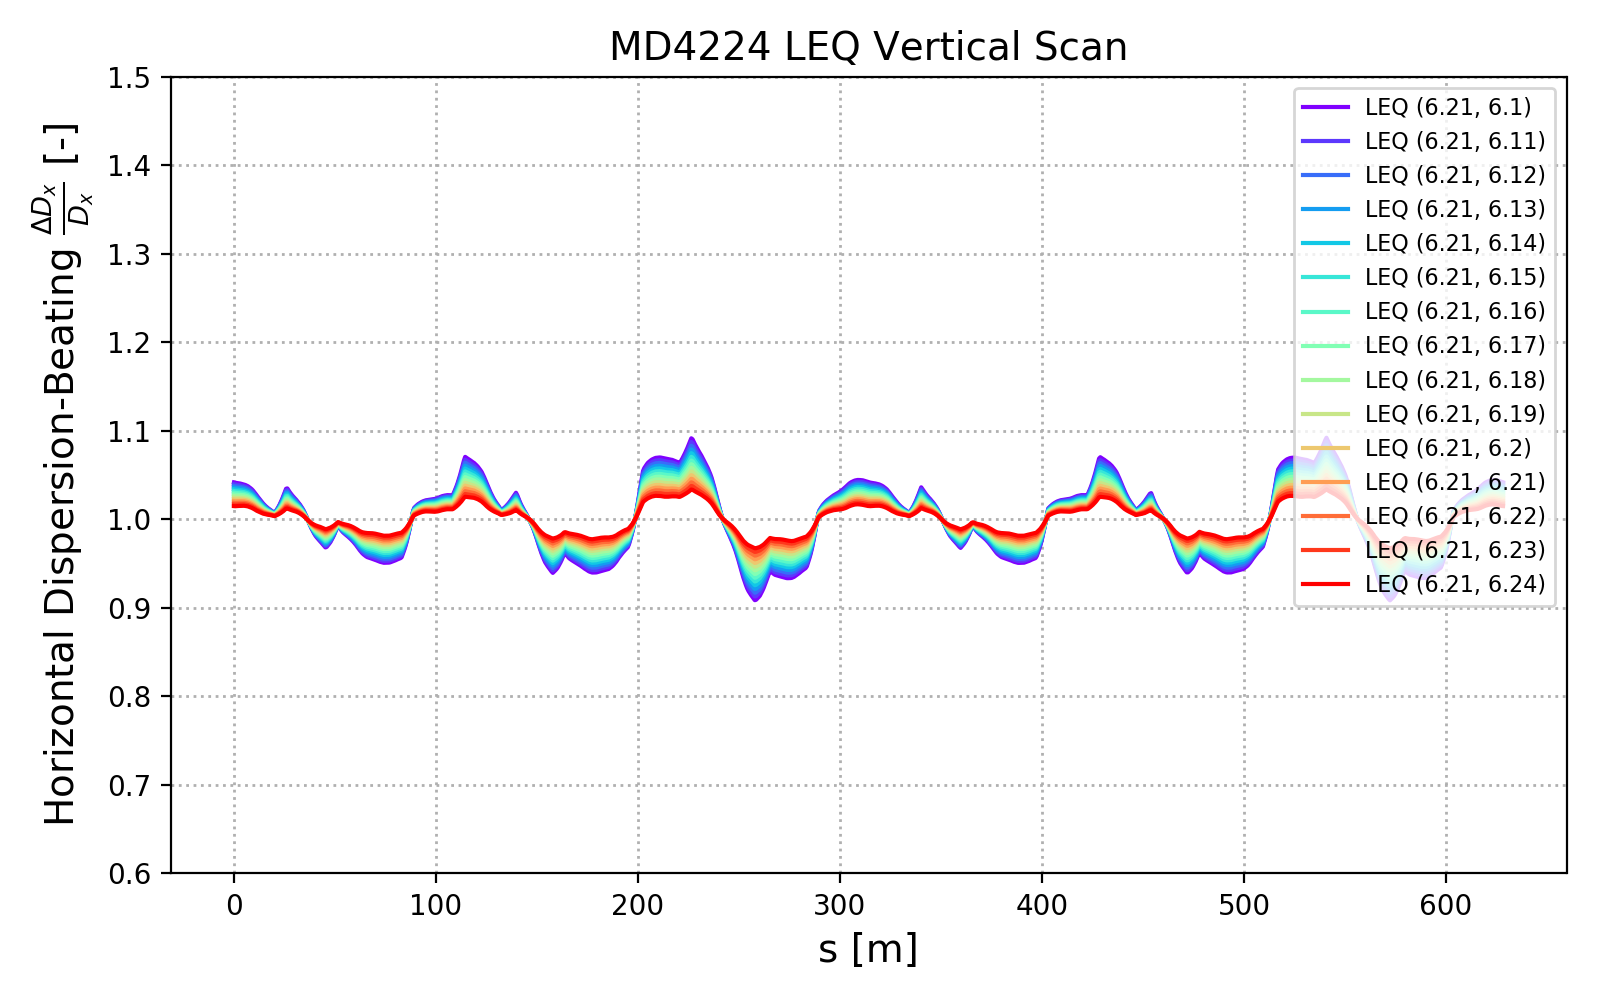 MD4224 LEQ Vertical Scan
Horizontal Dispersion-Beating ΔDx/Dx [-]
1.5
1.4
1.3
1.2
1.1
1.0
0.9
0.8
0.7
0.6
LEQ (6.21, 6.1)
LEQ (6.21, 6.11)
LEQ (6.21, 6.12)
LEQ (6.21, 6.13)
LEQ (6.21, 6.14)
LEQ (6.21, 6.15)
LEQ (6.21, 6.16)
LEQ (6.21, 6.17)
LEQ (6.21, 6.18)
LEQ (6.21, 6.19)
LEQ (6.21, 6.2)
LEQ (6.21, 6.21)
LEQ (6.21, 6.22)
LEQ (6.21, 6.23)
LEQ (6.21, 6.24)
0 100 200 300 400 500 600
s [m]